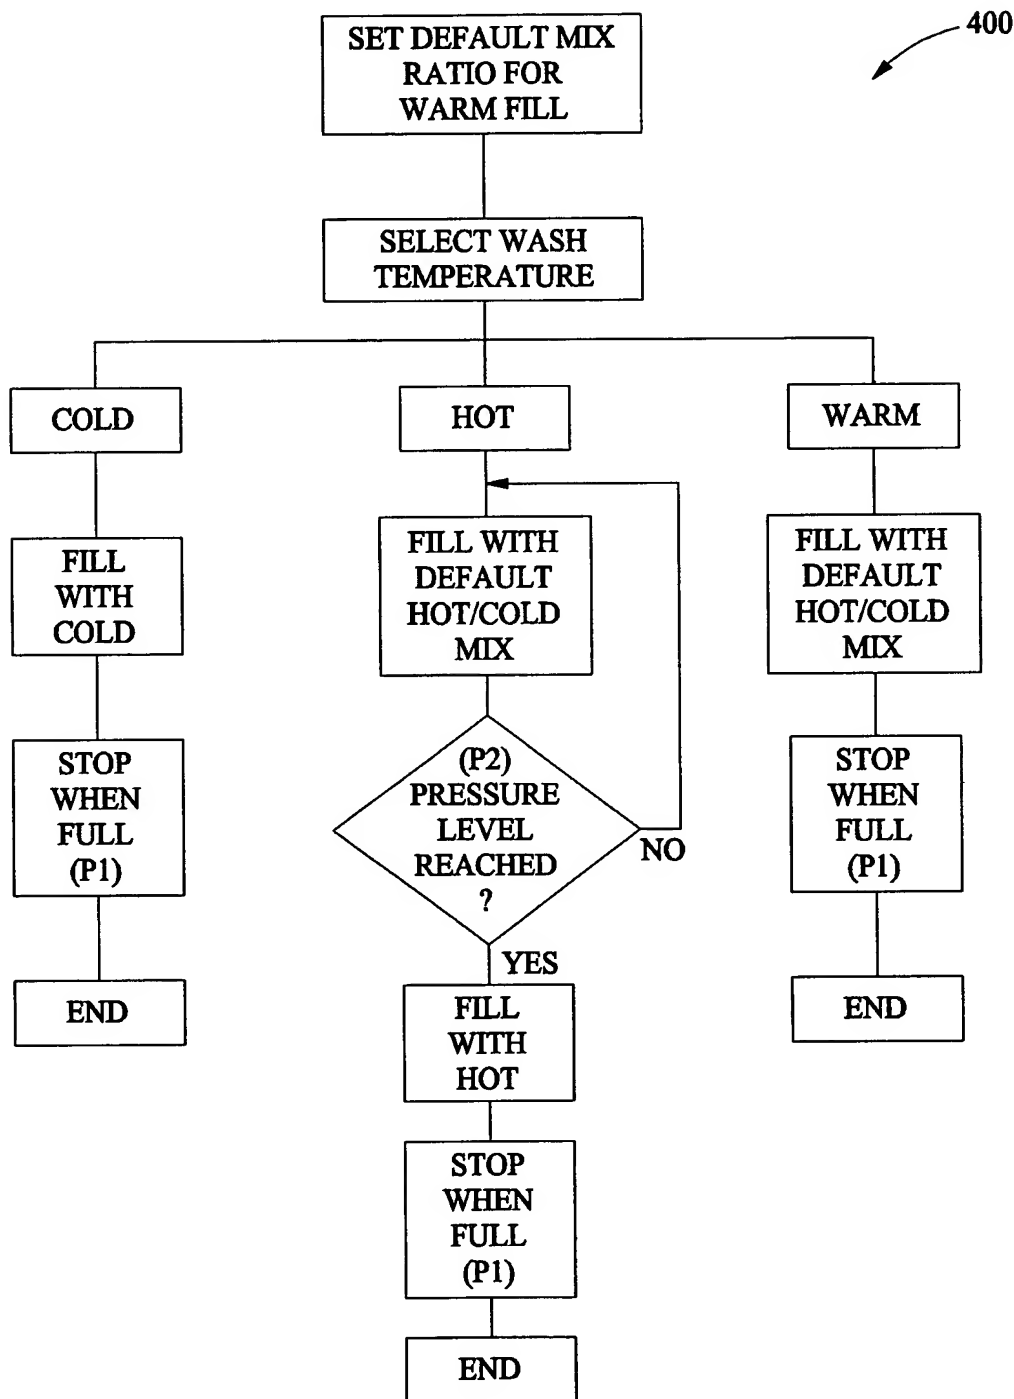 400
SET DEFAULT MIX
RATIO FOR
WARM FILL
SELECT WASH
TEMPERATURE
COLD
FILL
WITH
COLD
STOP
WHEN
FULL
(P1)
END
HOT
FILL WITH
DEFAULT
HOT/COLD
MIX
(P2)
PRESSURE
LEVEL
REACHED
?
NO
YES
FILL
WITH
HOT
STOP
WHEN
FULL
(P1)
END
WARM
FILL WITH
DEFAULT
HOT/COLD
MIX
STOP
WHEN
FULL
(P1)
END